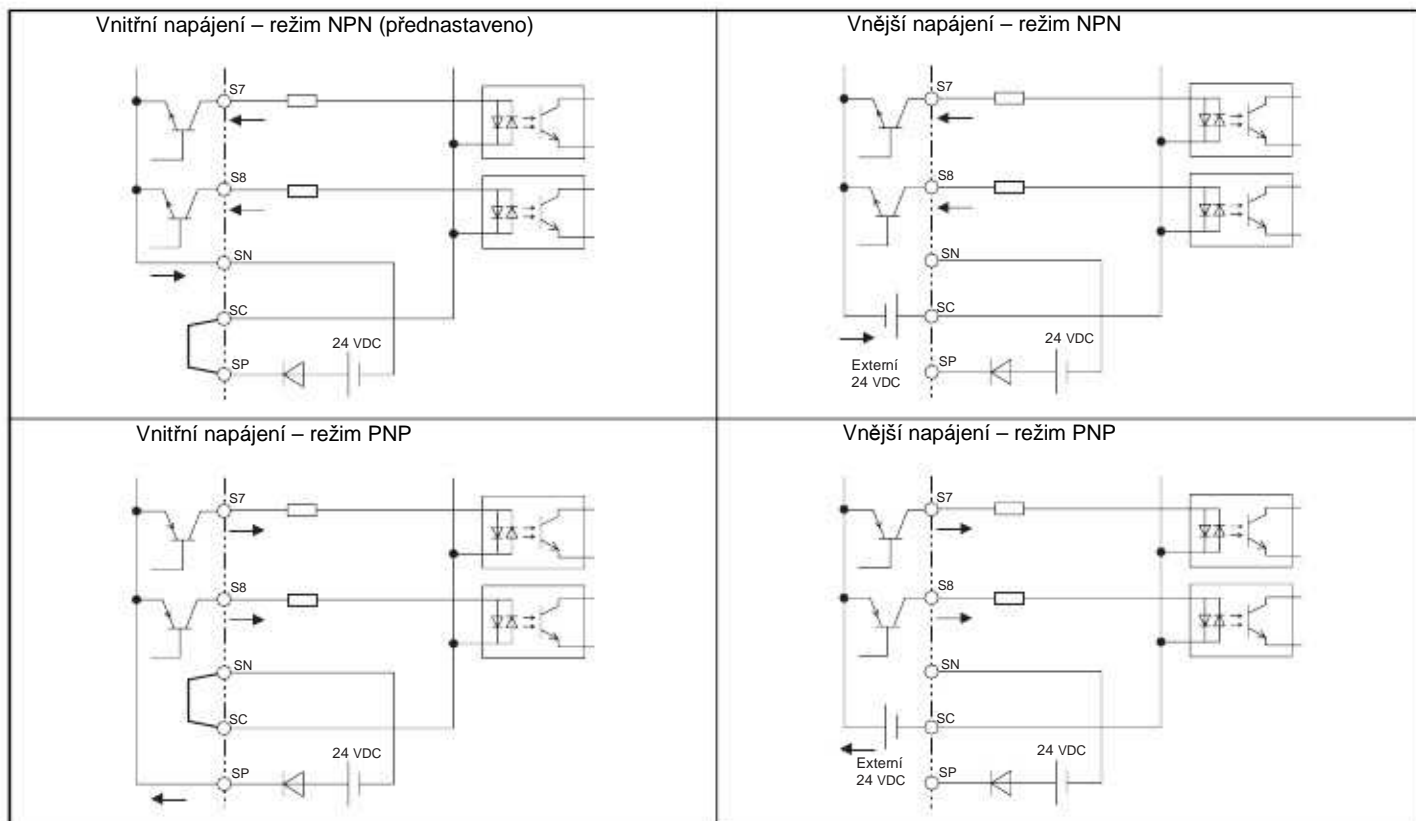 Vnitřní napájení – režim NPN (přednastaveno)
S7
S8
SN
SC
24 VDC
SP
Vnější napájení – režim NPN
S7
S8
SN
SC
24 VDC
Externí
24 VDC
SP
Vnitřní napájení – režim PNP
S7
S8
SN
SC
24 VDC
SP
Vnější napájení – režim PNP
S7
S8
SN
SC
24 VDC
Externí
24 VDC
SP